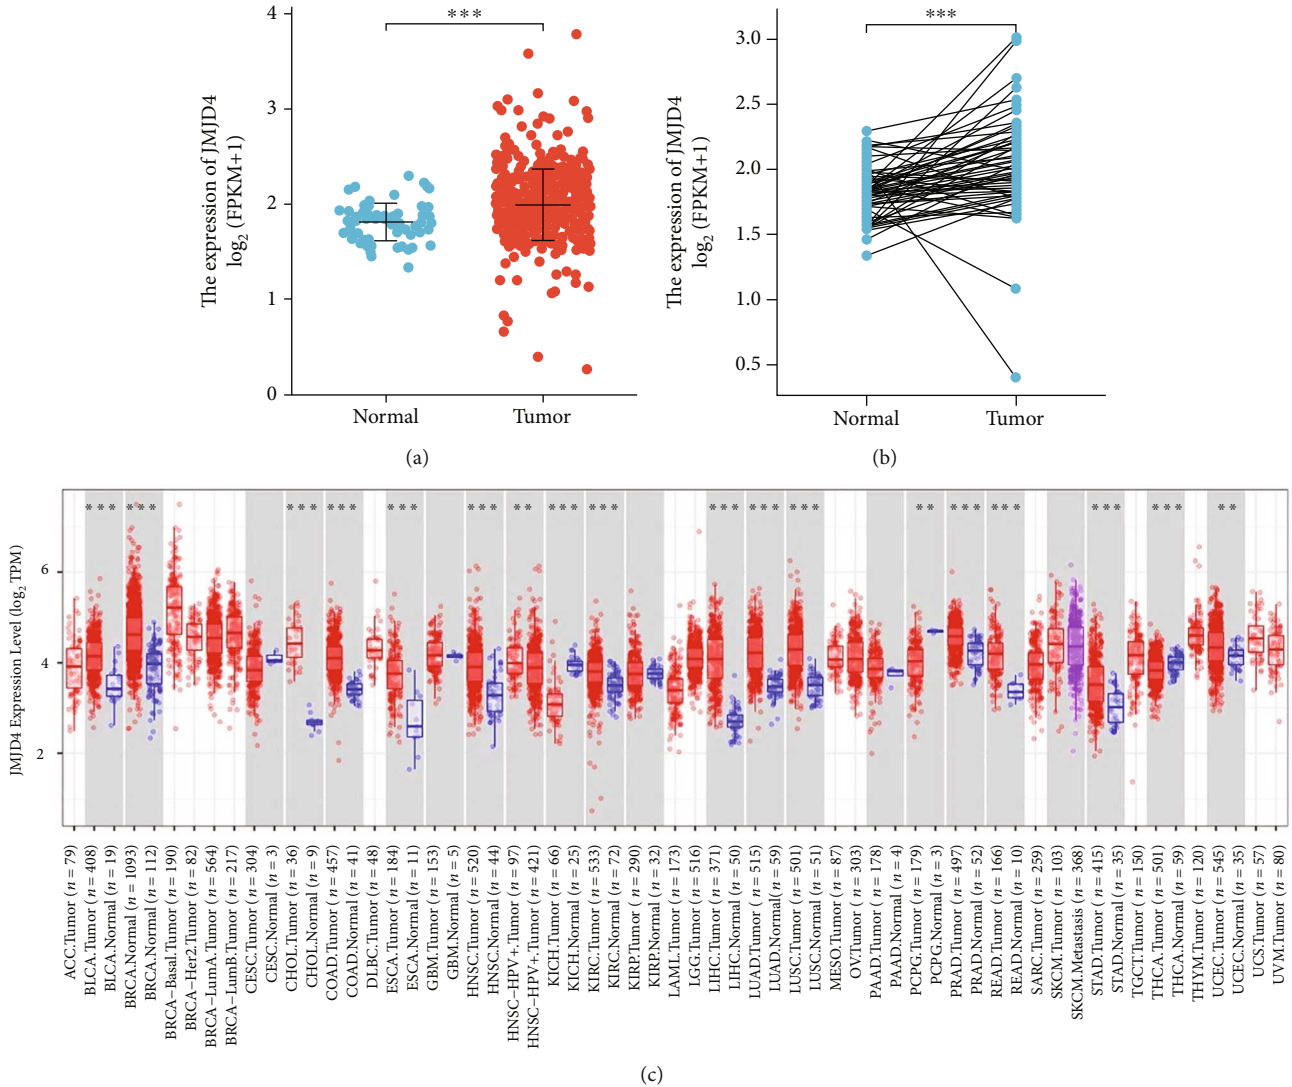 The expression of JMJD4
log2 (FPKM+1)
4
3
2
1
0
***
Normal
Tumor
(a)
The expression of JMJD4
log2 (FPKM+1)
3.0
2.5
2.0
1.5
1.0
0.5
***
Normal
Tumor
(b)
JMJD4 Expression Level (log2 TPM)
6
4
2
*** *** *** *** *** *** ** *** *** *** *** *** ** *** *** *** *** **
ACC.Tumor (n = 79)
BLCA.Tumor (n = 408)
BLCA.Normal (n = 19)
BRCA.Normal (n = 1093)
BRCA.Normal (n = 112)
BRCA−Basal.Tumor (n = 190)
BRCA−Her2.Tumor (n = 82)
BRCA−LumA.Tumor (n = 564)
BRCA−LumB.Tumor (n = 217)
CESC.Tumor (n = 304)
CESC.Normal (n = 3)
CHOL.Tumor (n = 36)
CHOL.Normal (n = 9)
COAD.Tumor (n = 457)
COAD.Normal (n = 41)
DLBC.Tumor (n = 48)
ESCA.Tumor (n = 184)
ESCA.Normal (n = 11)
GBM.Tumor (n = 153)
GBM.Normal (n = 5)
HNSC.Tumor (n = 520)
HNSC.Normal (n = 44)
HNSC−HPV+.Tumor (n = 97)
HNSC−HPV+.Tumor (n = 421)
KICH.Tumor (n = 66)
KICH.Normal (n = 25)
KIRC.Tumor (n = 533)
KIRC.Normal (n = 72)
KIRP.Tumor (n = 290)
KIRP.Normal (n = 32)
LAML.Tumor (n = 173)
LGG.Tumor (n = 516)
LIHC.Tumor (n = 371)
LIHC.Normal (n = 50)
LUAD.Tumor (n = 515)
LUAD.Normal (n = 59)
LUSC.Tumor (n = 501)
LUSC.Normal (n = 51)
MESO.Tumor (n = 87)
OV.Tumor (n = 303)
PAAD.Tumor (n = 178)
PAAD.Normal (n = 4)
PCPG.Tumor (n = 179)
PCPG.Normal (n = 3)
PRAD.Tumor (n = 497)
PRAD.Normal (n = 52)
READ.Tumor (n = 166)
READ.Normal (n = 10)
SARC.Tumor (n = 259)
SKCM.Tumor (n = 103)
SKCM.Metastasis (n = 368)
STAD.Tumor (n = 415)
STAD.Normal (n = 35)
TGCT.Tumor (n = 150)
THCA.Tumor (n = 501)
THCA.Normal (n = 59)
THYM.Tumor (n = 120)
UCEC.Tumor (n = 545)
UCEC.Normal (n = 35)
UCS.Tumor (n = 57)
UVM.Tumor (n = 80)
(c)